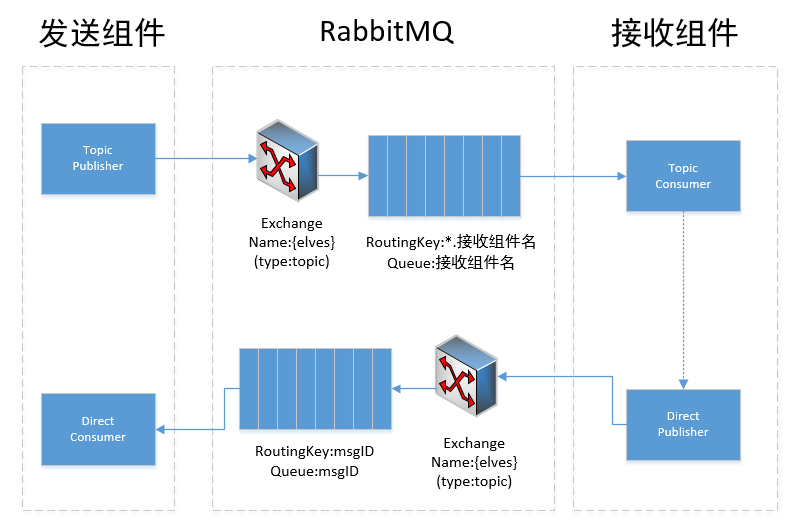 发送组件
RabbitMQ
接收组件
Topic
Publisher
Exchange
Name:{elves}
(type:topic)
RoutingKey:*.接收组件名
Queue:接收组件名
Topic
Consumer
Direct
Consumer
RoutingKey:msgID
Queue:msgID
Exchange
Name:{elves}
(type:topic)
Direct
Publisher